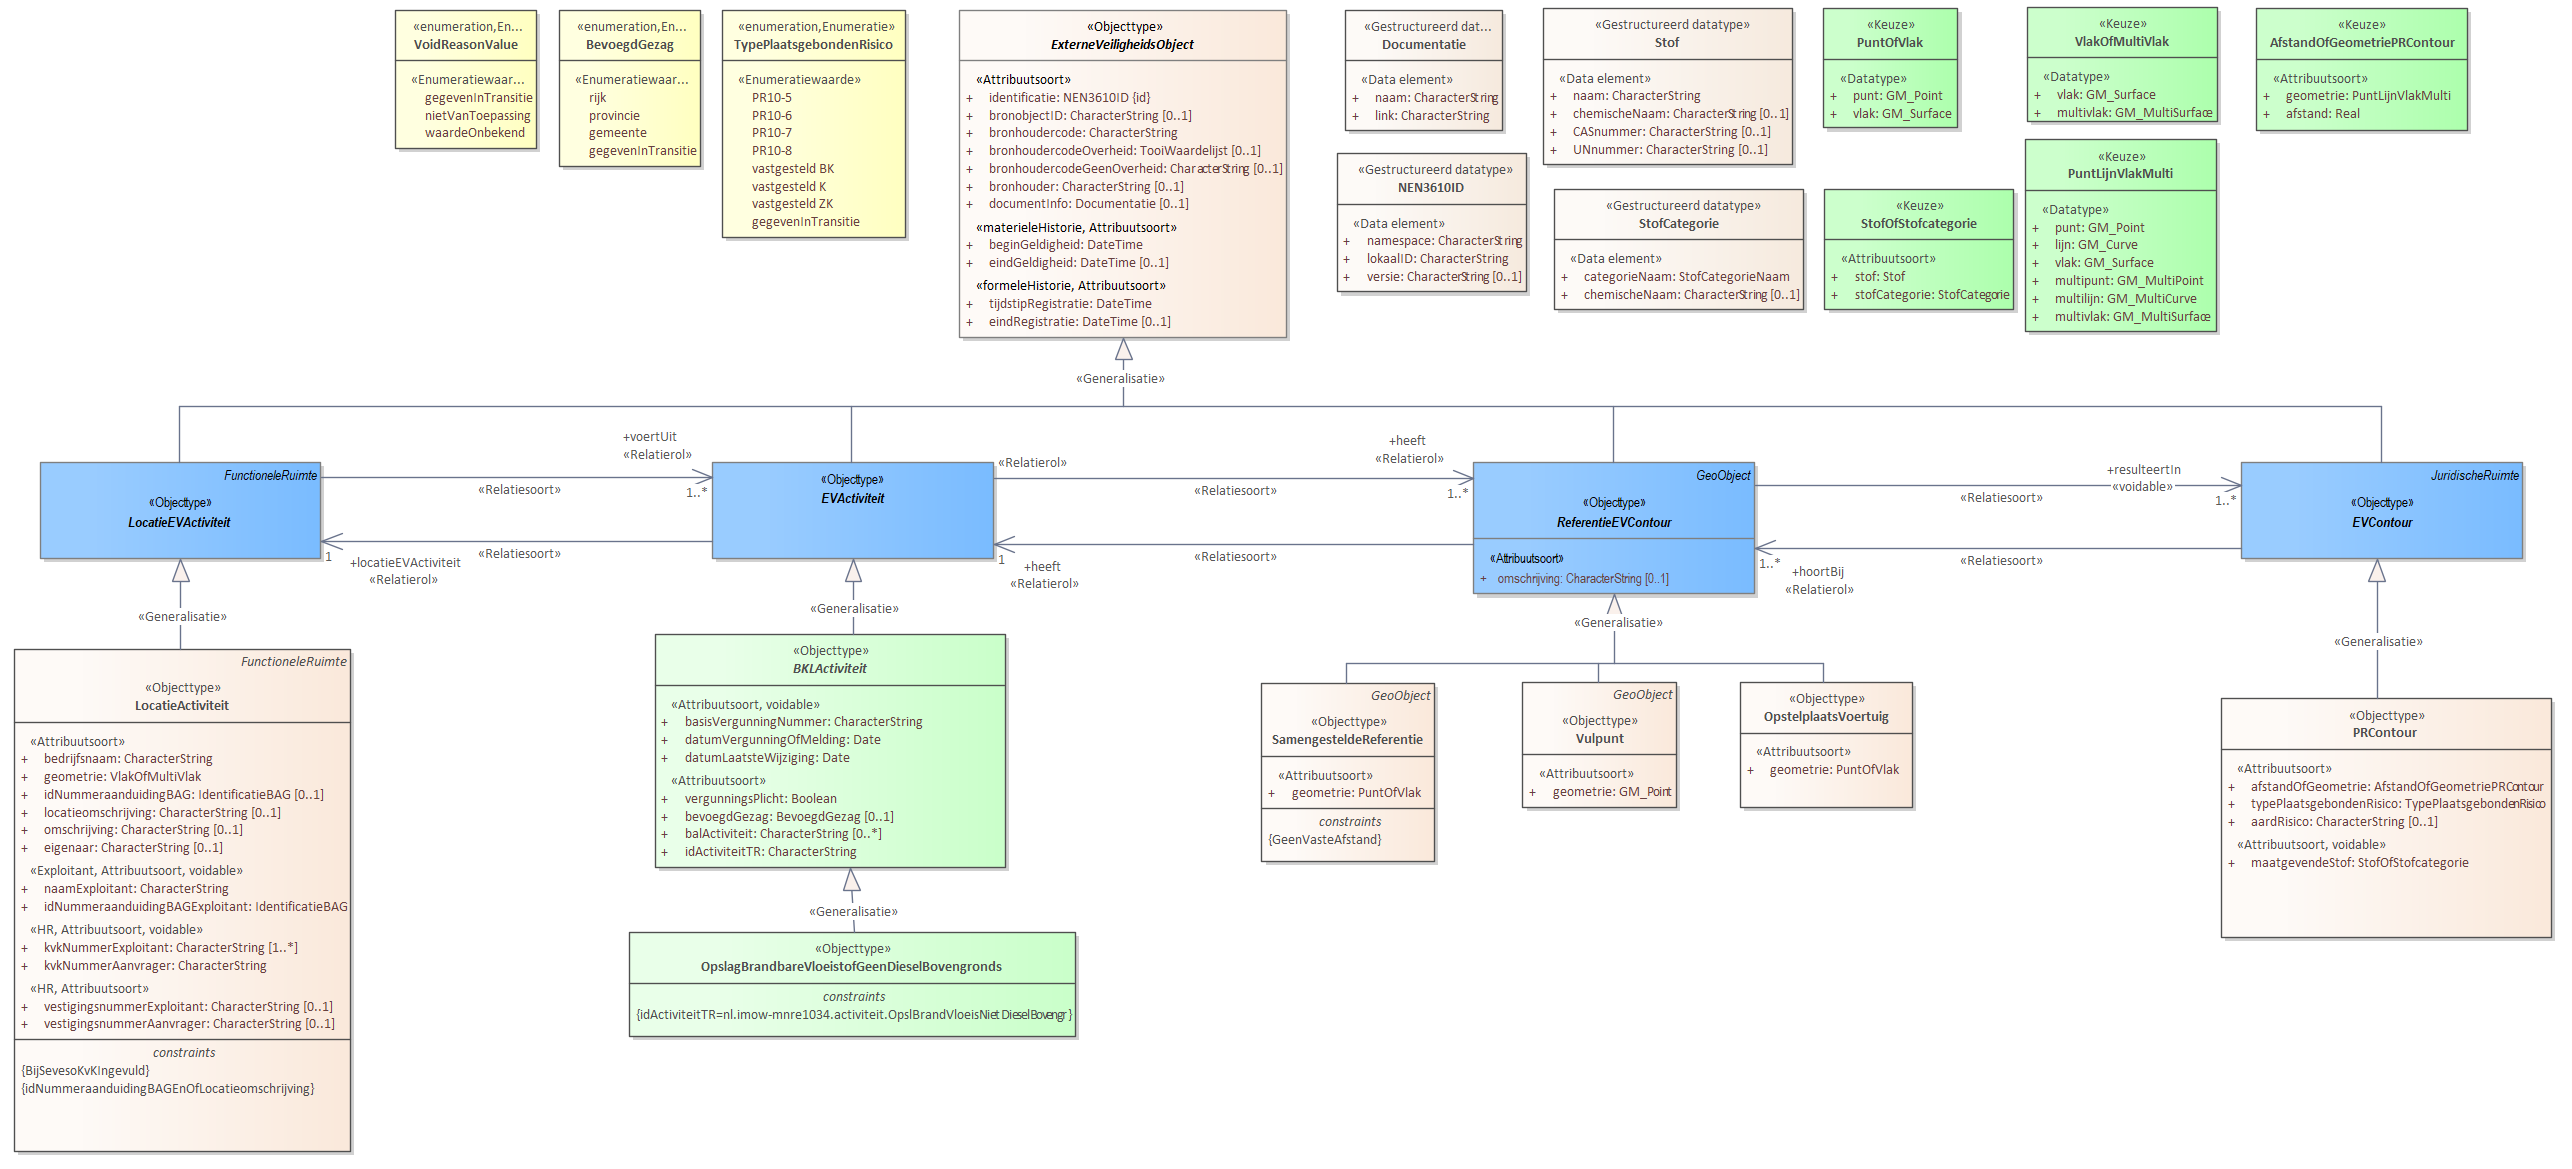 «enumeration,En...
VoidReasonValue
«Enumeratiewaar...
gegevenInTransitie
nietVanToepassing
waardeOnbekend
«enumeration,En...
BevoegdGezag
«Enumeratiewaar...
rijk
provincie
gemeente
gegevenInTransitie
«enumeration,Enumeratie»
TypePlaatsgebondenRisico
«Enumeratiewaarde»
PR10-5
PR10-6
PR10-7
PR10-8
vastgesteld BK
vastgesteld K
vastgesteld ZK
gegevenInTransitie
«Objecttype»
ExterneVeiligheidsObject
«Attribuutsoort»
+ identificatie: NEN3610ID {id}
+ bronobjectID: CharacterString [0..1]
+ bronhoudercode: CharacterString
+ bronhoudercodeOverheid: TooiWaardelijst [0..1]
+ bronhoudercodeGeenOverheid: CharacterString [0..1]
+ bronhouder: CharacterString [0..1]
+ documentInfo: Documentatie [0..1]
«materieleHistorie, Attribuutsoort»
+ beginGeldigheid: DateTime
+ eindGeldigheid: DateTime [0..1]
«formeleHistorie, Attribuutsoort»
+ tijdstipRegistratie: DateTime
+ eindRegistratie: DateTime [0..1]
«Gestructureerd dat...
Documentatie
«Data element»
+ naam: CharacterString
+ link: CharacterString
«Gestructureerd datatype»
NEN3610ID
«Data element»
+ namespace: CharacterString
+ lokaalID: CharacterString
+ versie: CharacterString [0..1]
«Gestructureerd datatype»
Stof
«Data element»
+ naam: CharacterString
+ chemischeNaam: CharacterString [0..1]
+ CASnummer: CharacterString [0..1]
+ UNnummer: CharacterString [0..1]
«Gestructureerd datatype»
StofCategorie
«Data element»
+ categorieNaam: StofCategorieNaam
+ chemischeNaam: CharacterString [0..1]
«Keuze»
PuntOfVlak
«Datatype»
+ punt: GM_Point
+ vlak: GM_Surface
«Keuze»
StofOfStofcategorie
«Attribuutsoort»
+ stof: Stof
+ stofCategorie: StofCategorie
«Keuze»
VlakOfMultiVlak
«Datatype»
+ vlak: GM_Surface
+ multivlak: GM_MultiSurface
«Keuze»
PuntLijnVlakMulti
«Datatype»
+ punt: GM_Point
+ lijn: GM_Curve
+ vlak: GM_Surface
+ multipunt: GM_MultiPoint
+ multilijn: GM_MultiCurve
+ multivlak: GM_MultiSurface
«Keuze»
AfstandOfGeometriePRContour
«Attribuutsoort»
+ geometrie: PuntLijnVlakMulti
+ afstand: Real
«Generalisatie»
FunctioneleRuimte
«Objecttype»
LocatieEVActiviteit
+voertUit
«Relatierol»
1..*
«Relatiesoort»
«Relatiesoort»
1
+locatieEVActiviteit
«Relatierol»
«Objecttype»
EVActiviteit
«Relatierol»
«Relatiesoort»
+heeft
«Relatierol»
1..*
«Relatiesoort»
1
+heeft
«Relatierol»
GeoObject
«Objecttype»
ReferentieEVContour
«Attribuutsoort»
+ omschrijving: CharacterString [0..1]
+resulteertIn
«voidable»
«Relatiesoort»
1..*
«Relatiesoort»
1..*
+hoortBij
«Relatierol»
JuridischeRuimte
«Objecttype»
EVContour
«Generalisatie»
«Generalisatie»
«Generalisatie»
«Generalisatie»
FunctioneleRuimte
«Objecttype»
LocatieActiviteit
«Attribuutsoort»
+ bedrijfsnaam: CharacterString
+ geometrie: VlakOfMultiVlak
+ idNummeraanduidingBAG: IdentificatieBAG [0..1]
+ locatieomschrijving: CharacterString [0..1]
+ omschrijving: CharacterString [0..1]
+ eigenaar: CharacterString [0..1]
«Exploitant, Attribuutsoort, voidable»
+ naamExploitant: CharacterString
+ idNummeraanduidingBAGExploitant: IdentificatieBAG
«HR, Attribuutsoort, voidable»
+ kvkNummerExploitant: CharacterString [1..*]
+ kvkNummerAanvrager: CharacterString
«HR, Attribuutsoort»
+ vestigingsnummerExploitant: CharacterString [0..1]
+ vestigingsnummerAanvrager: CharacterString [0..1]
constraints
{BijSevesoKvKIngevuld}
{idNummeraanduidingBAGEnOfLocatieomschrijving}
«Objecttype»
BKLActiviteit
«Attribuutsoort, voidable»
+ basisVergunningNummer: CharacterString
+ datumVergunningOfMelding: Date
+ datumLaatsteWijziging: Date
«Attribuutsoort»
+ vergunningsPlicht: Boolean
+ bevoegdGezag: BevoegdGezag [0..1]
+ balActiviteit: CharacterString [0..*]
+ idActiviteitTR: CharacterString
«Generalisatie»
«Objecttype»
OpslagBrandbareVloeistofGeenDieselBovengronds
constraints
{idActiviteitTR=nl.imow-mnre1034.activiteit.OpslBrandVloeisNietDieselBovengr}
GeoObject
«Objecttype»
SamengesteldeReferentie
«Attribuutsoort»
+ geometrie: PuntOfVlak
constraints
{GeenVasteAfstand}
GeoObject
«Objecttype»
Vulpunt
«Attribuutsoort»
+ geometrie: GM_Point
«Objecttype»
OpstelplaatsVoertuig
«Attribuutsoort»
+ geometrie: PuntOfVlak
«Objecttype»
PRContour
«Attribuutsoort»
+ afstandOfGeometrie: AfstandOfGeometriePRContour
+ typePlaatsgebondenRisico: TypePlaatsgebondenRisico
+ aardRisico: CharacterString [0..1]
«Attribuutsoort, voidable»
+ maatgevendeStof: StofOfStofcategorie